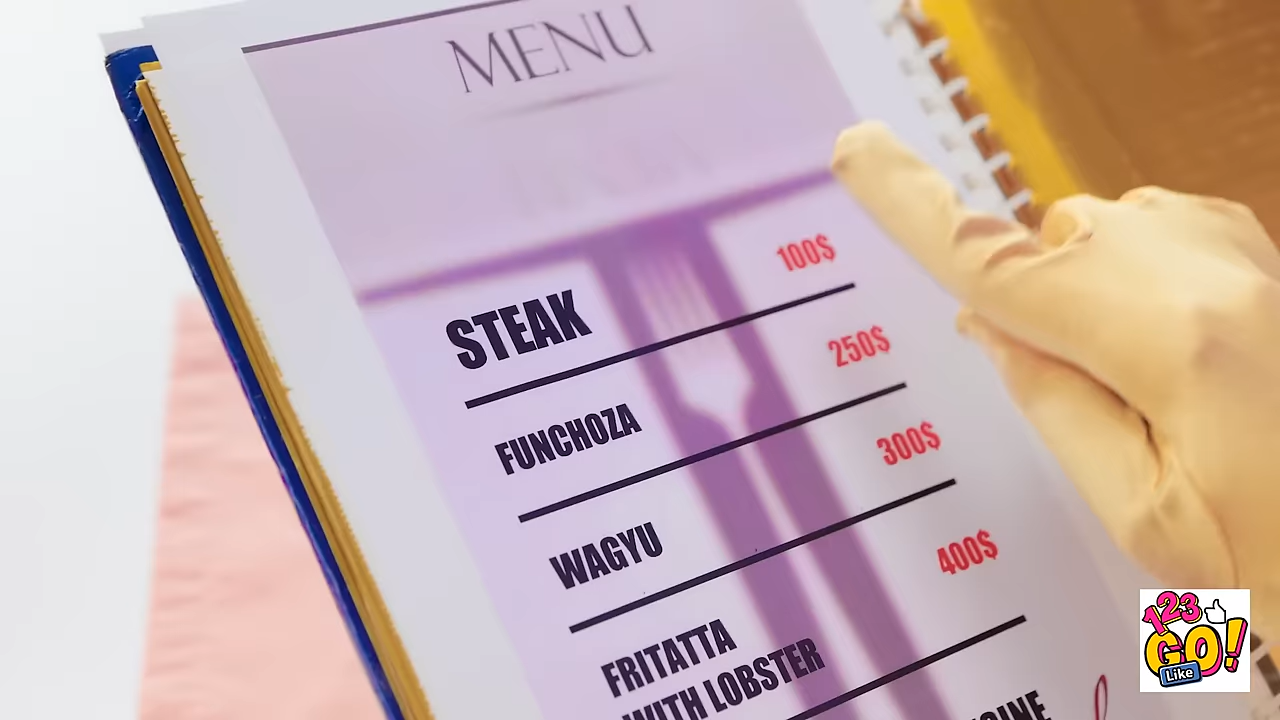 MENU
STEAK 100$
FUNCHOZA 250$
WAGYU 300$
FRITATTA 400$
WITH LOBSTER
123
GO!
Like